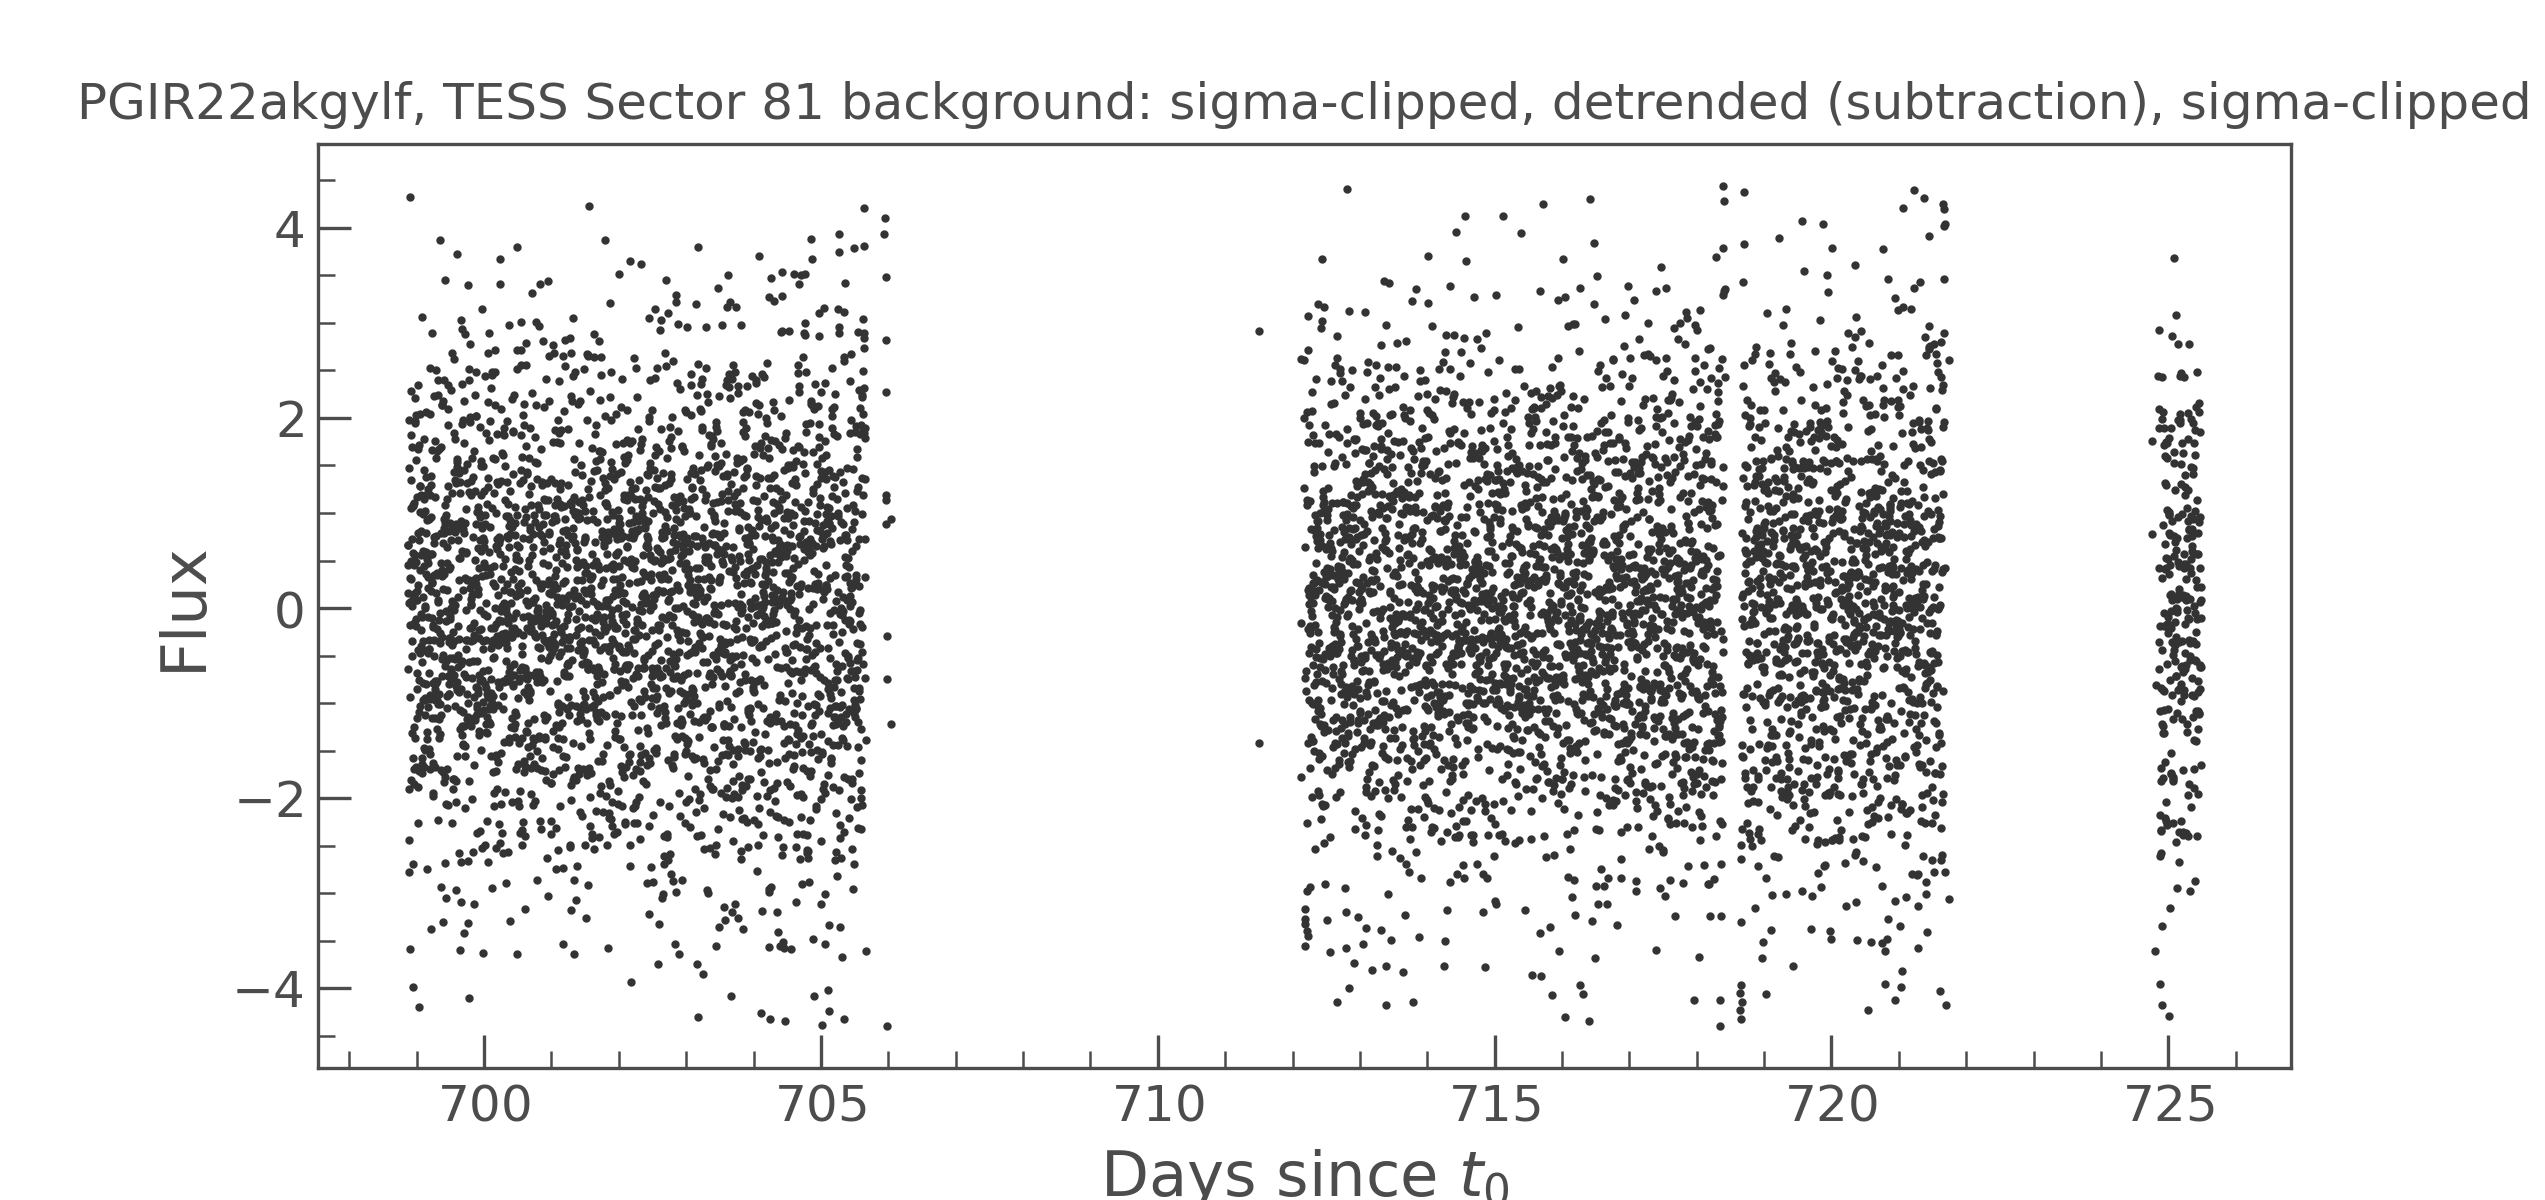 PGIR22akgylf, TESS Sector 81 background: sigma-clipped, detrended (subtraction), sigma-clipped
Flux
4
2
0
−2
−4
700 705 710 715 720 725
Days since t₀